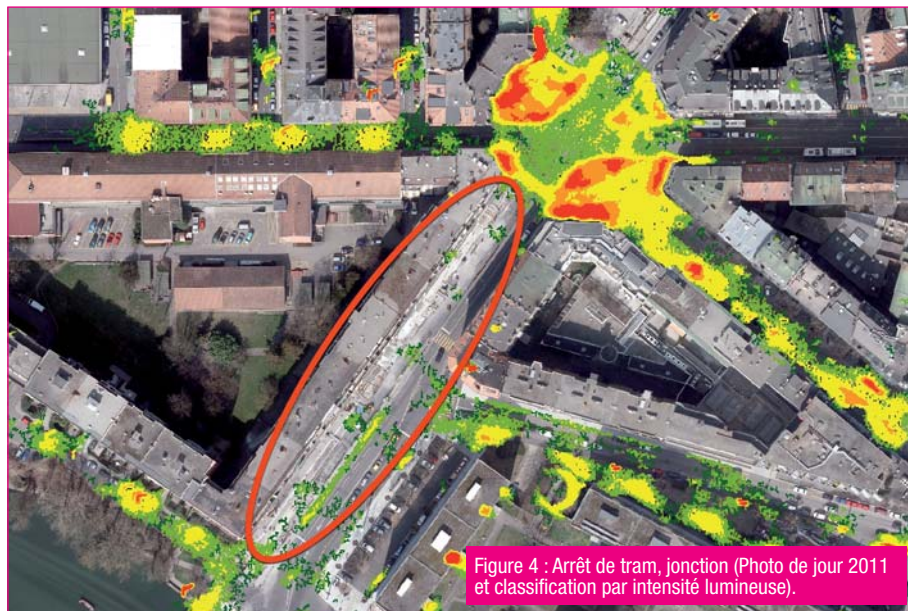 Figure 4 : Arrêt de tram, jonction (Photo de jour 2011
et classification par intensité lumineuse).